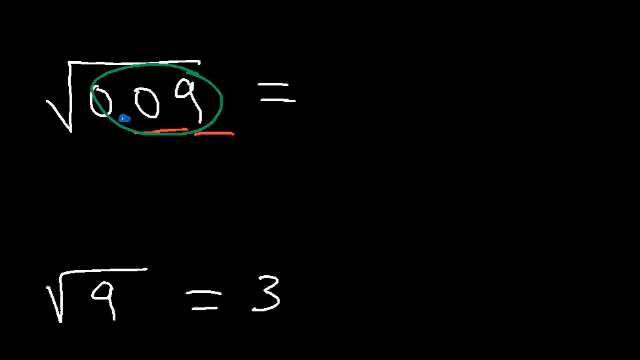 √0.09 =
√9 = 3